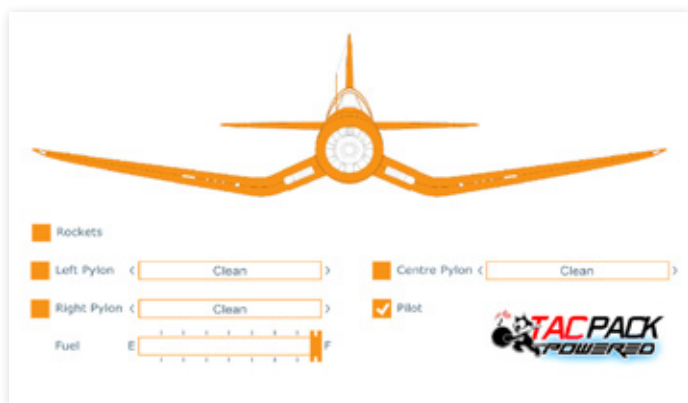 Rockets
Left Pylon < Clean >
Centre Pylon < Clean >
Right Pylon < Clean >
Pilot
Fuel E F
TACPACK
POWERED